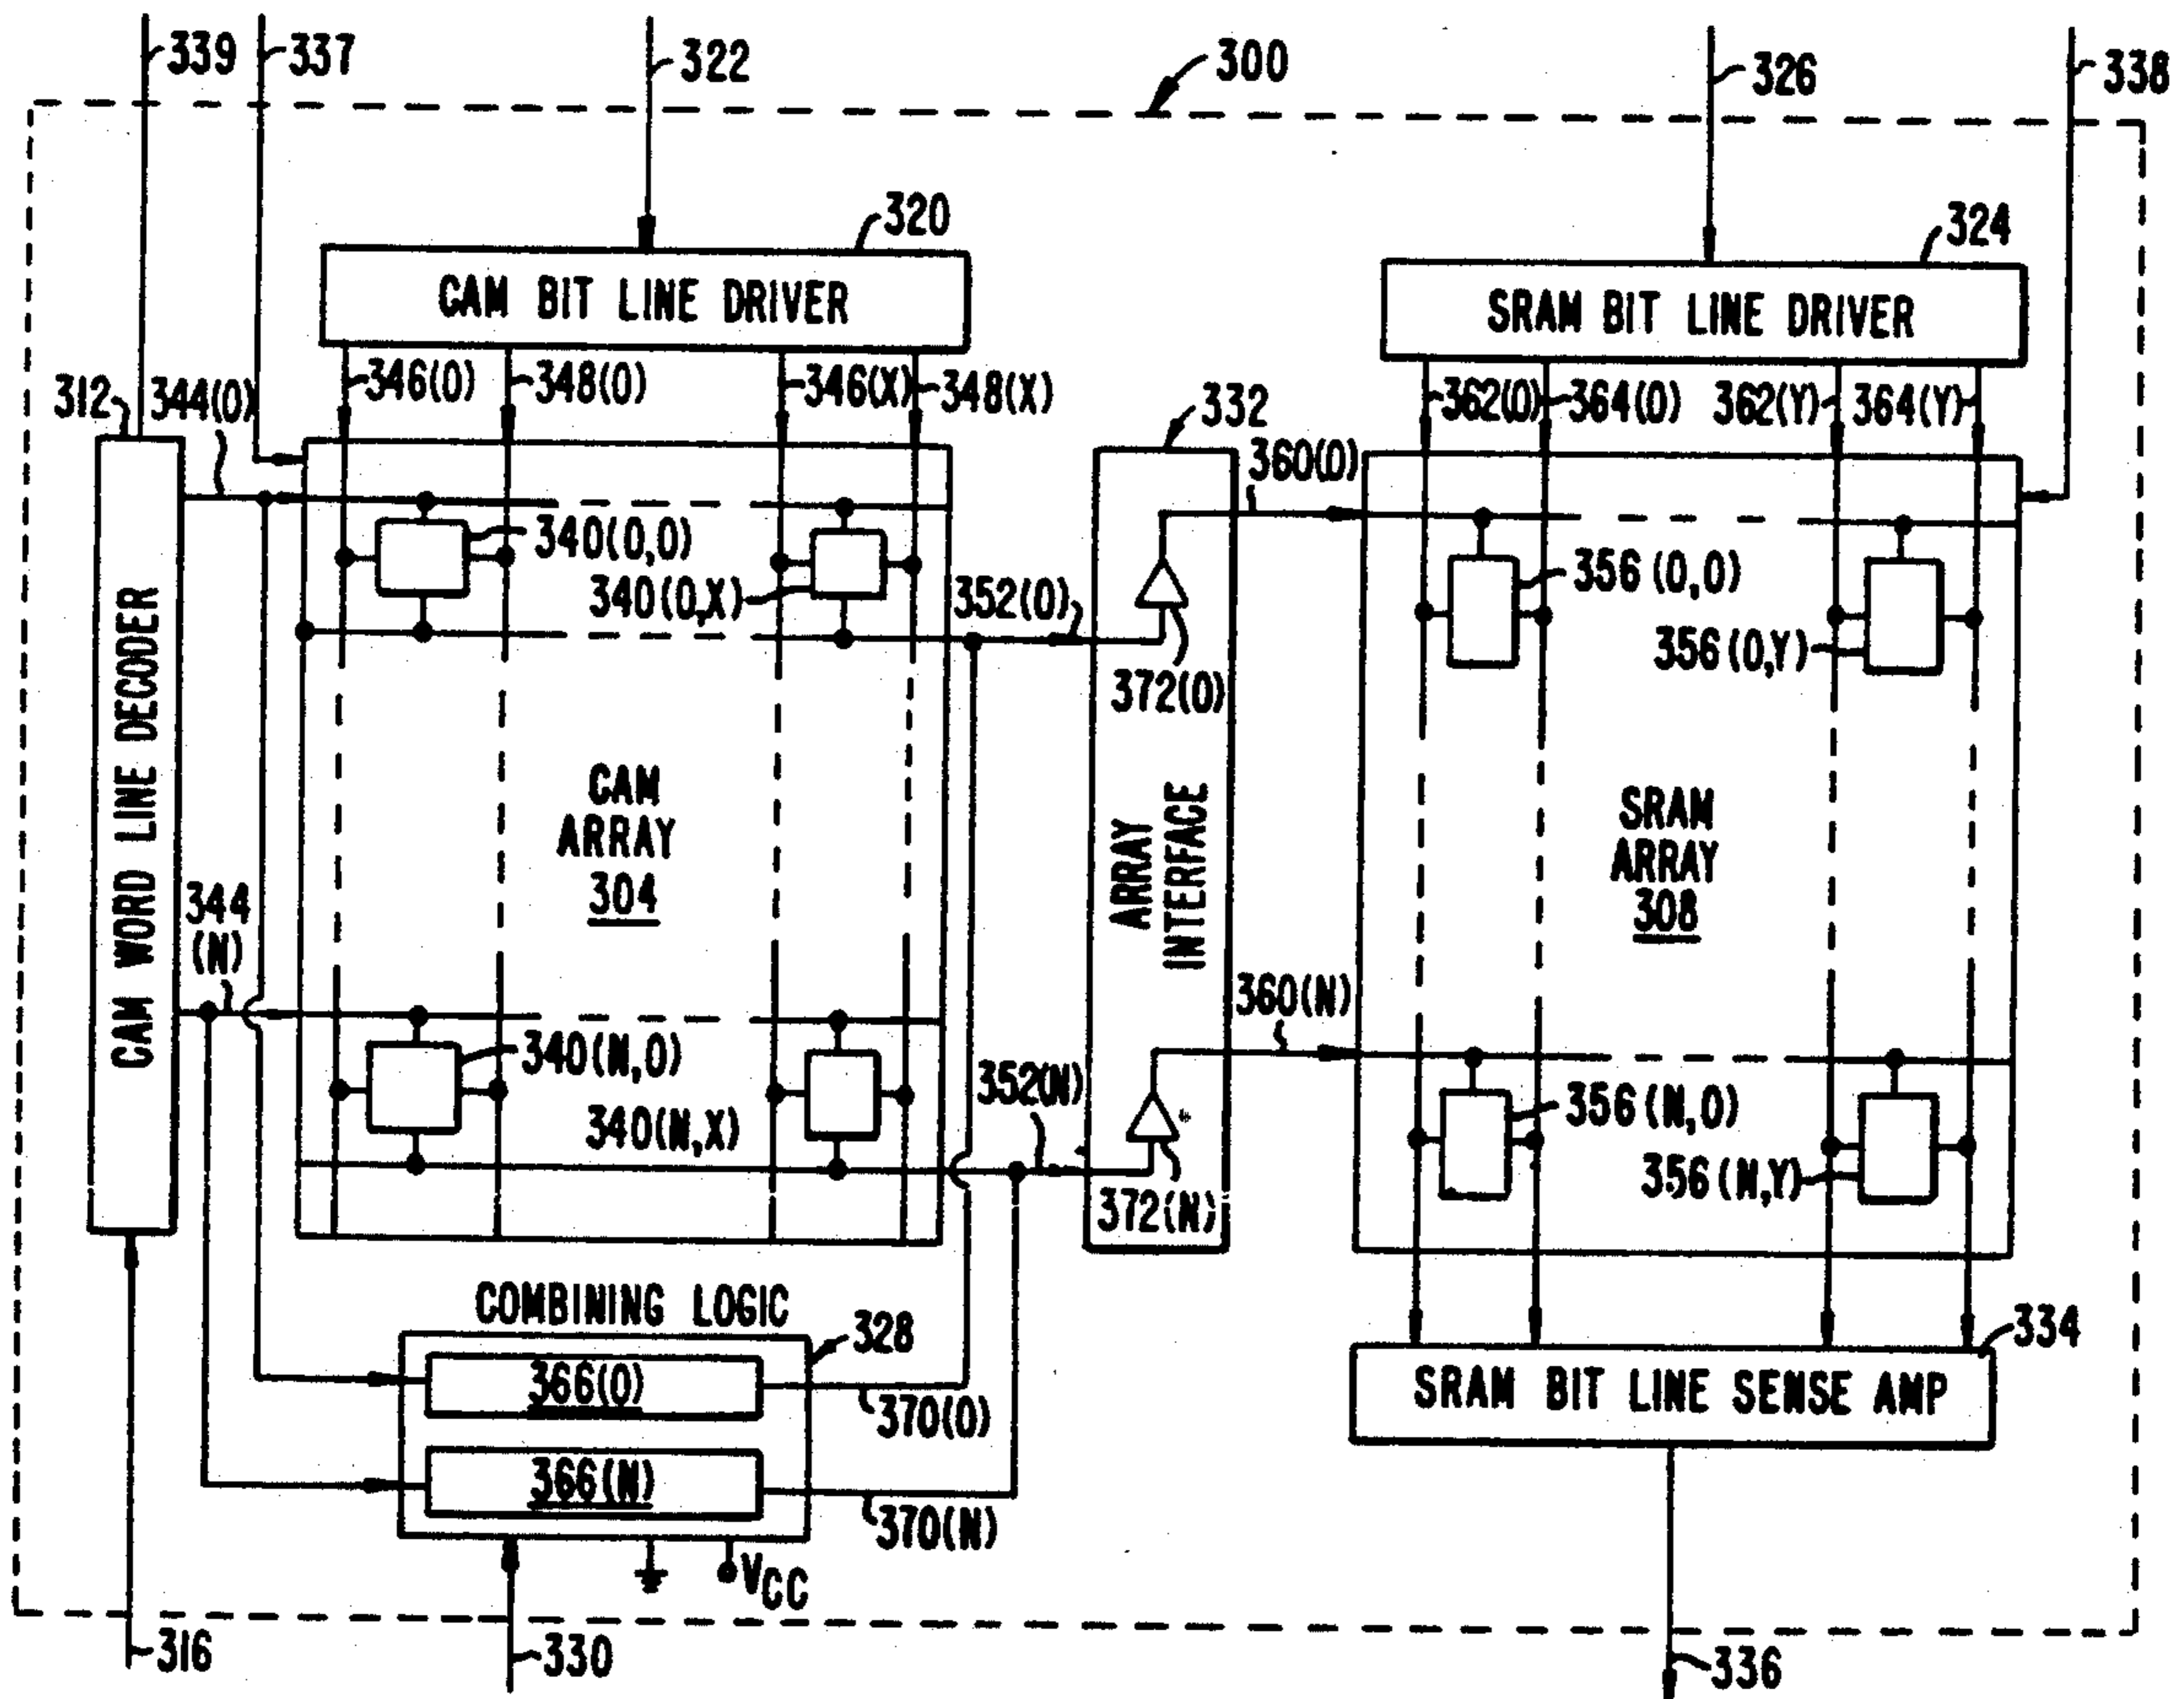 339
337
322
300
326
338
320
CAM BIT LINE DRIVER
324
SRAM BIT LINE DRIVER
312
344(0)
346(0)
348(0)
346(X)
348(X)
332
360(0)
362(0)
364(0)
362(Y)
364(Y)
340(0,0)
340(0,X)
352(0)
372(0)
356(0,0)
356(0,Y)
CAM WORD LINE DECODER
CAM
ARRAY
304
ARRAY
INTERFACE
SRAM
ARRAY
308
344
(N)
340(N,0)
340(N,X)
352(N)
372(N)
360(N)
356(N,0)
356(N,Y)
COMBINING LOGIC
328
366(0)
370(0)
366(N)
370(N)
VCC
334
SRAM BIT LINE SENSE AMP
316
330
336